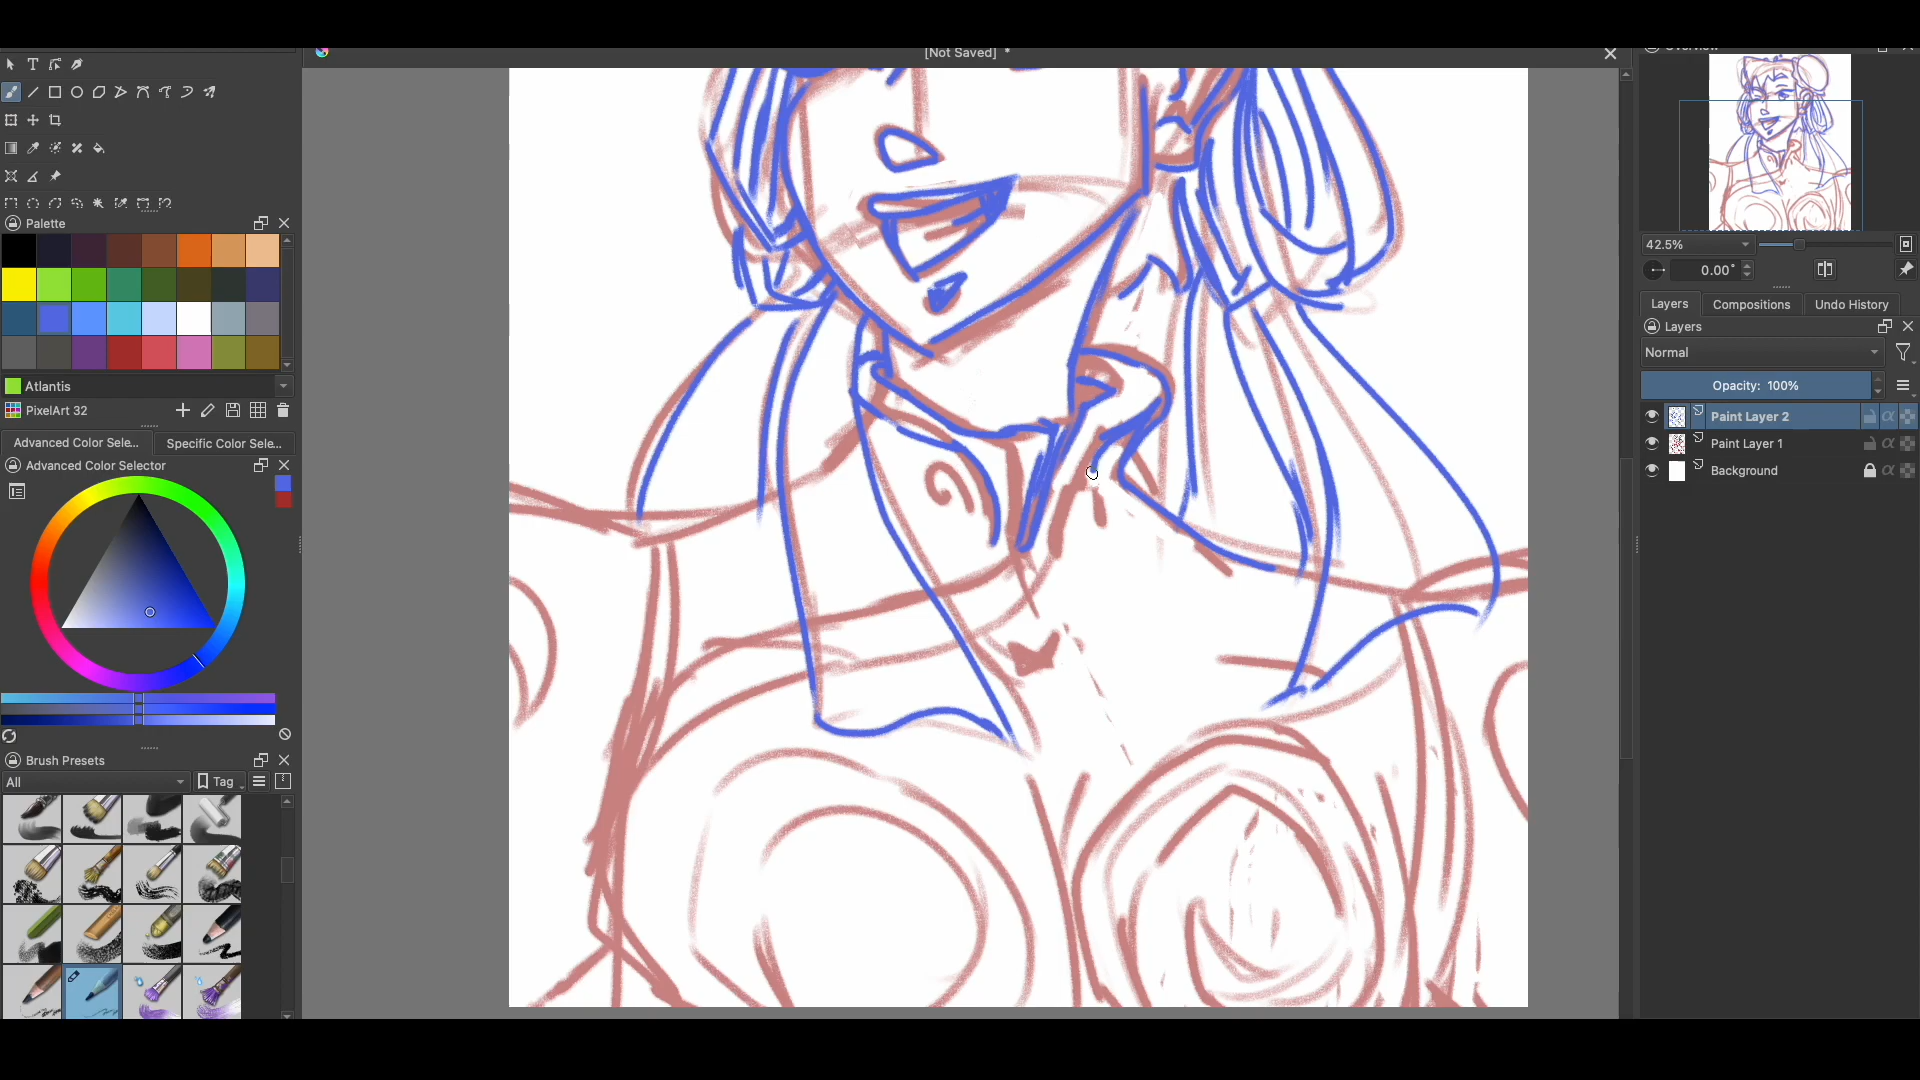 [Not Saved] *
Overview
T
Palette
Atlantis
PixelArt 32
Advanced Color Sele...
Specific Color Sele...
Advanced Color Selector
Brush Presets
All
Tag
42.5%
0.00°
Layers
Compositions
Undo History
Layers
Normal
Opacity: 100%
Paint Layer 2
Paint Layer 1
Background